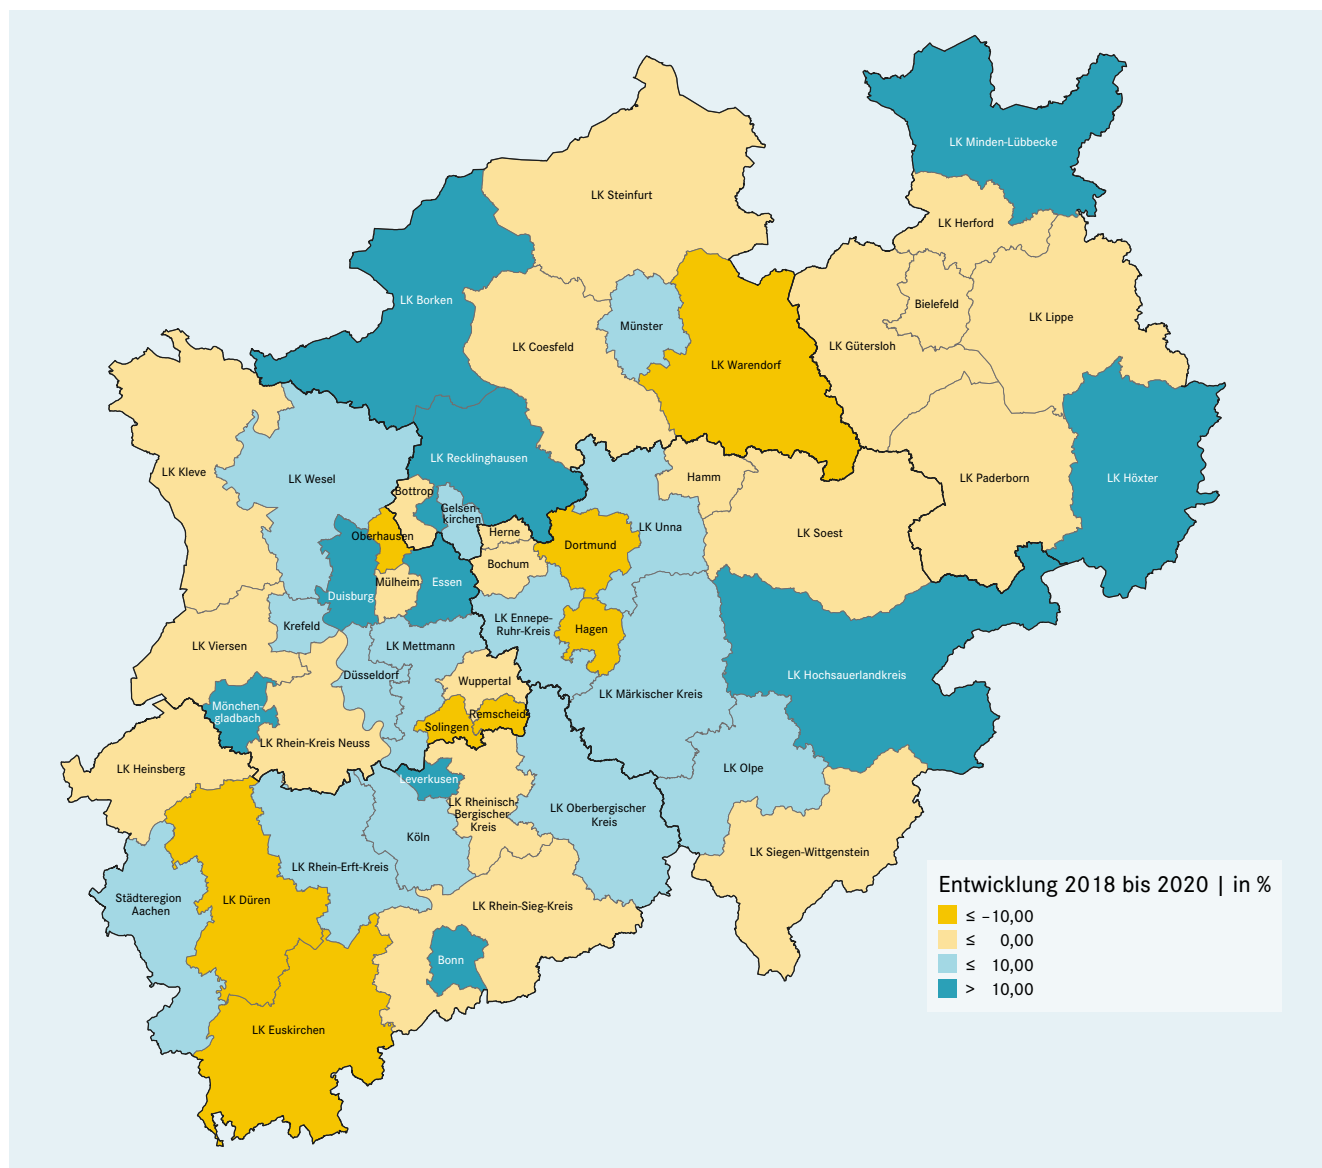 LK Minden-Lübbecke
LK Steinfurt
LK Herford
LK Borken
Bielefeld
LK Lippe
Münster
LK Coesfeld
LK Gütersloh
LK Warendorf
LK Recklinghausen
LK Kleve
LK Wesel
Hamm
LK Paderborn
LK Höxter
Bottrop
Gelsen-
kirchen
LK Unna
Herne
LK Soest
Oberhausen
Dortmund
Bochum
Mülheim
Essen
Duisburg
LK Ennepe-
Ruhr-Kreis
Krefeld
Hagen
LK Viersen
LK Mettmann
Düsseldorf
LK Hochsauerlandkreis
Wuppertal
LK Märkischer Kreis
Mönchen-
gladbach
Remscheid
Solingen
LK Rhein-Kreis Neuss
LK Heinsberg
LK Olpe
Leverkusen
LK Rheinisch-
Bergischer
Kreis
LK Oberbergischer
Kreis
Köln
LK Siegen-Wittgenstein
LK Rhein-Erft-Kreis
Städteregion
Aachen
LK Düren
LK Rhein-Sieg-Kreis
Bonn
LK Euskirchen
Entwicklung 2018 bis 2020 | in %
≤ −10,00
≤ 0,00
≤ 10,00
> 10,00